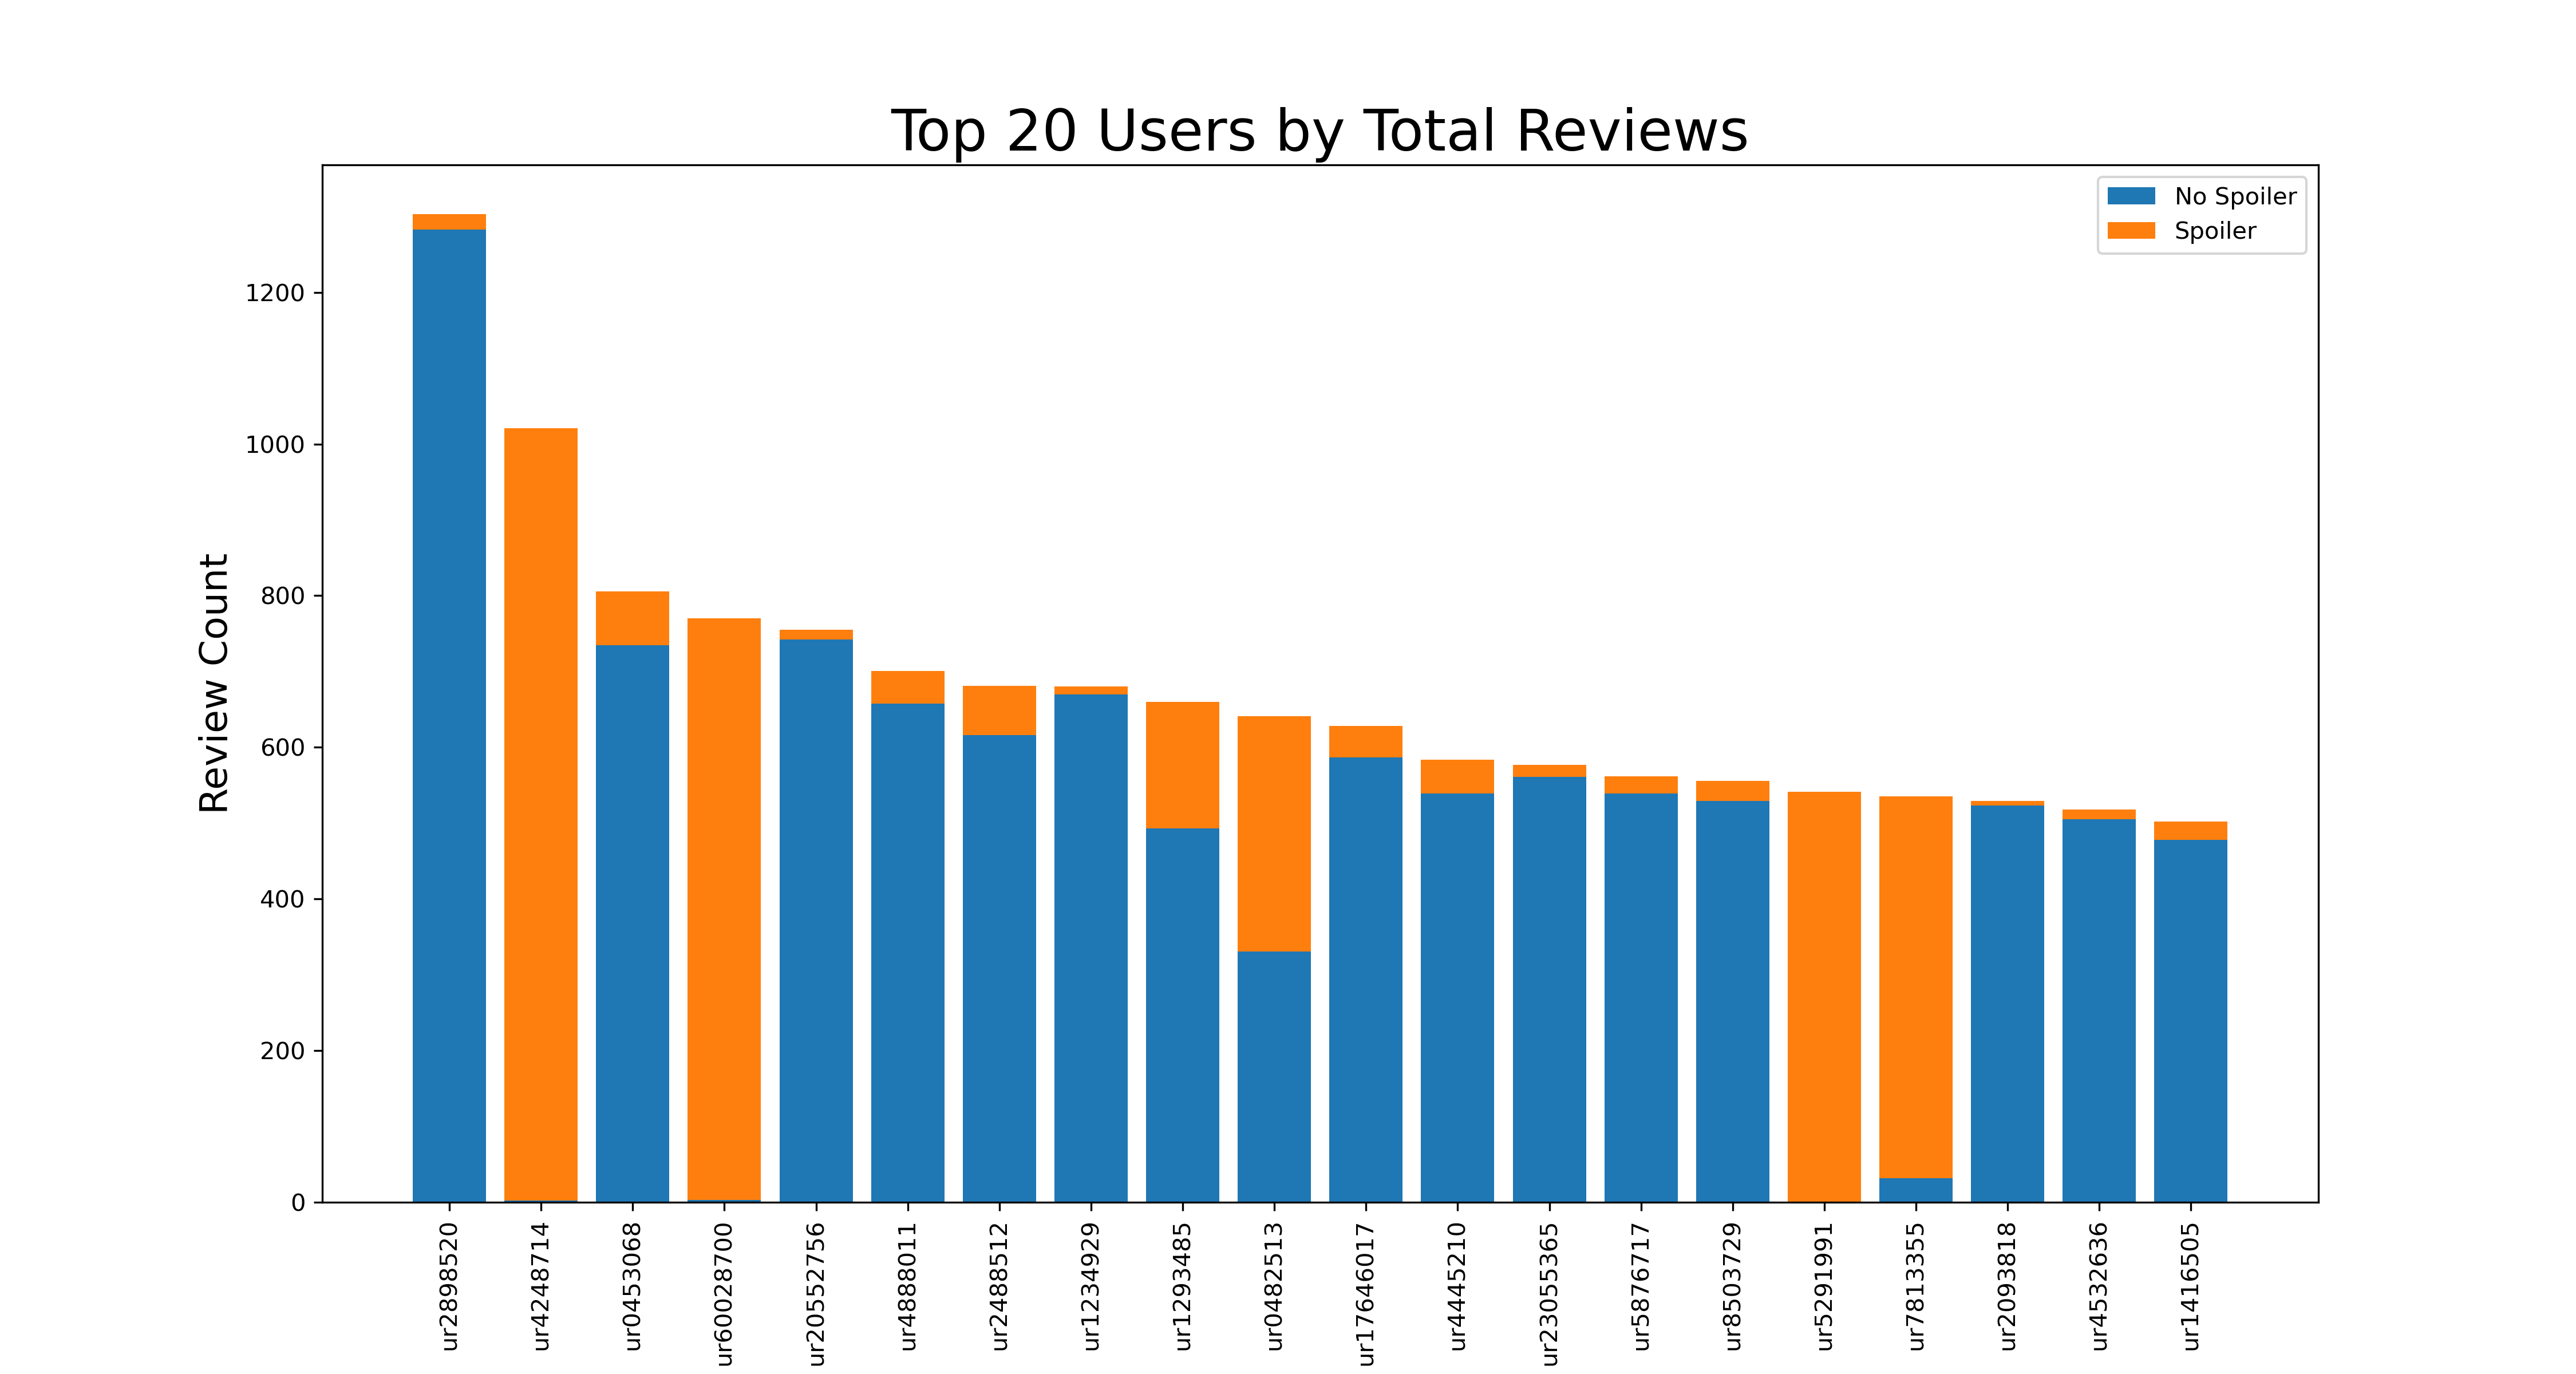 Top 20 Users by Total Reviews
No Spoiler
Spoiler
Review Count
1200
1000
800
600
400
200
0
ur2898520
ur4248714
ur0453068
ur60028700
ur20552756
ur4888011
ur2488512
ur1234929
ur1293485
ur0482513
ur17646017
ur4445210
ur23055365
ur5876717
ur8503729
ur5291991
ur7813355
ur2093818
ur4532636
ur1416505